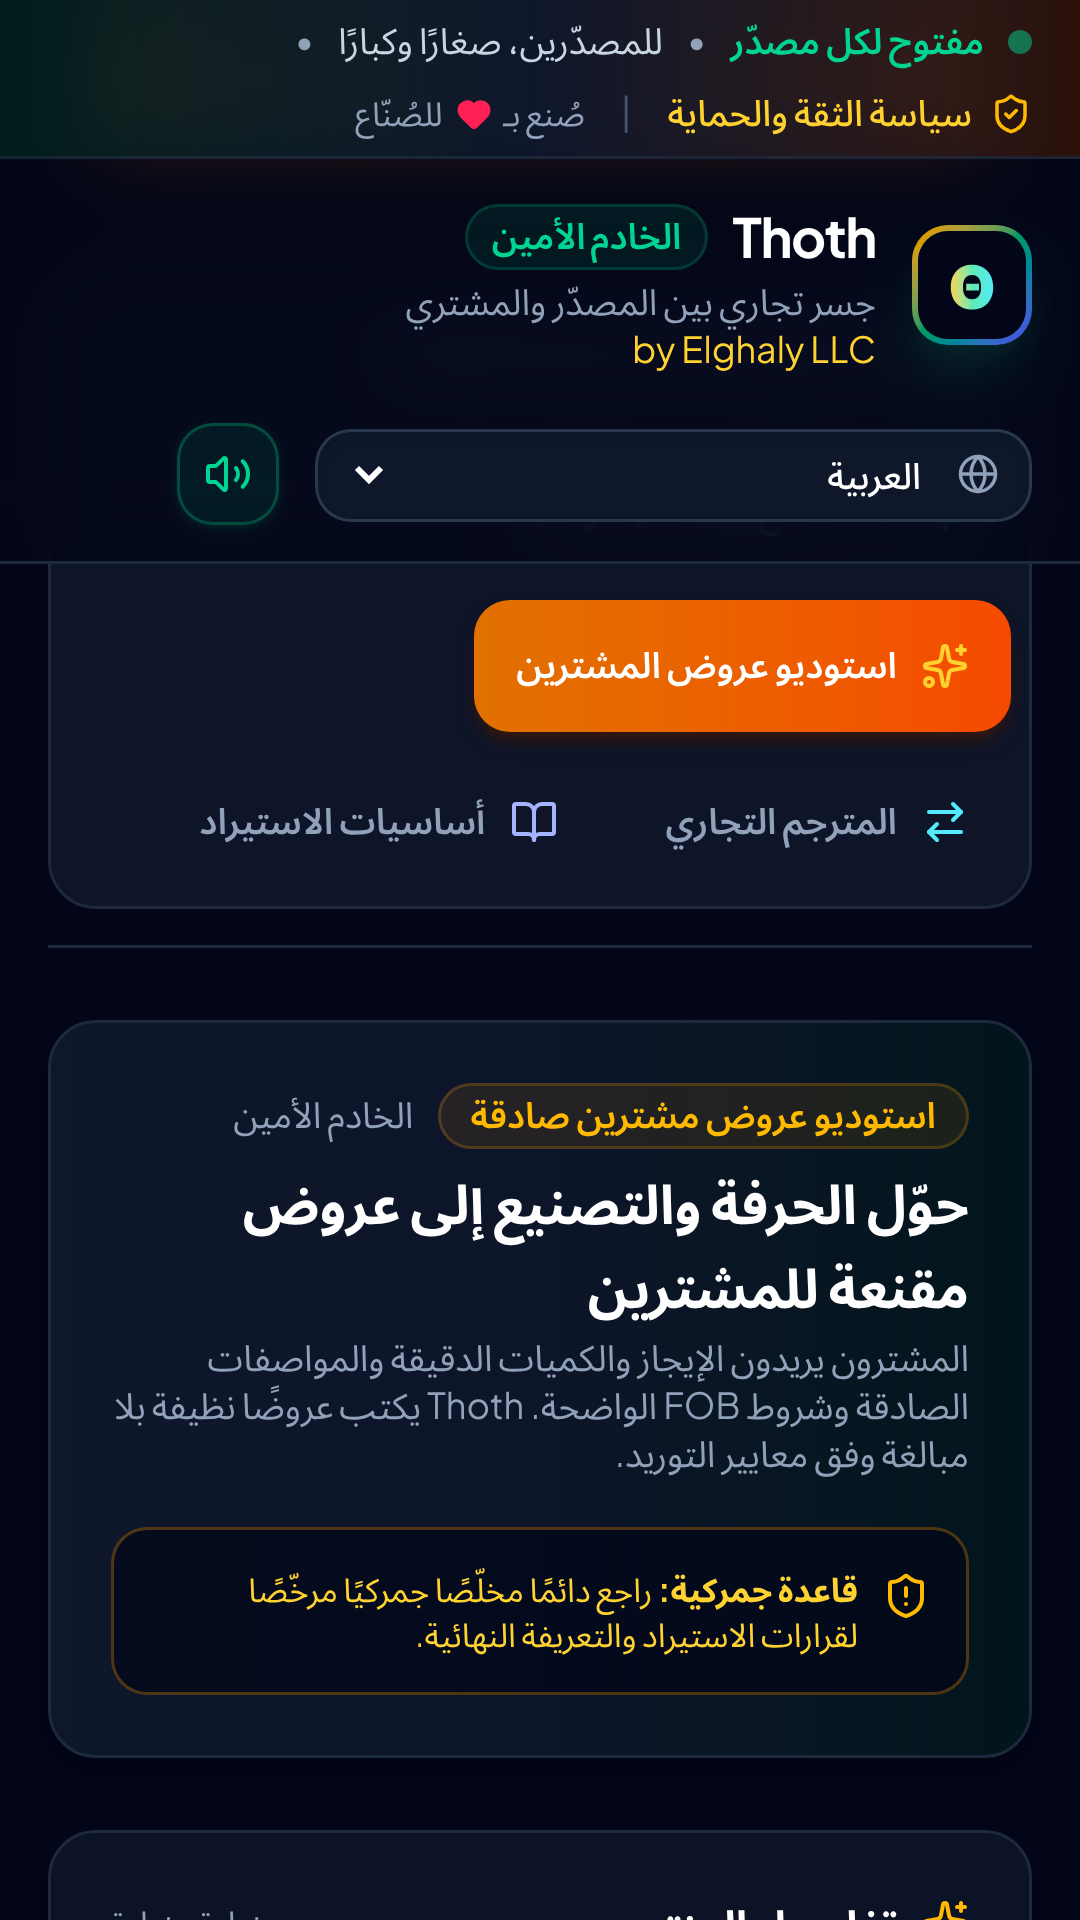 مفتوح لكل مصدّر • للمصدّرين، صغارًا وكبارًا •
سياسة الثقة والحماية | صُنع بـ ❤ للصُنّاع
Thoth الخادم الأمين
جسر تجاري بين المصدّر والمشتري
by Elghaly LLC
العربية
استوديو عروض المشترين
المترجم التجاري أساسيات الاستيراد
استوديو عروض مشترين صادقة الخادم الأمين
حوّل الحرفة والتصنيع إلى عروض
مقنعة للمشترين
المشترون يريدون الإيجاز والكميات الدقيقة والمواصفات
الصادقة وشروط FOB الواضحة. Thoth يكتب عروضًا نظيفة بلا
مبالغة وفق معايير التوريد.
قاعدة جمركية: راجع دائمًا مخلّصًا جمركيًا مرخّصًا
لقرارات الاستيراد والتعريفة النهائية.